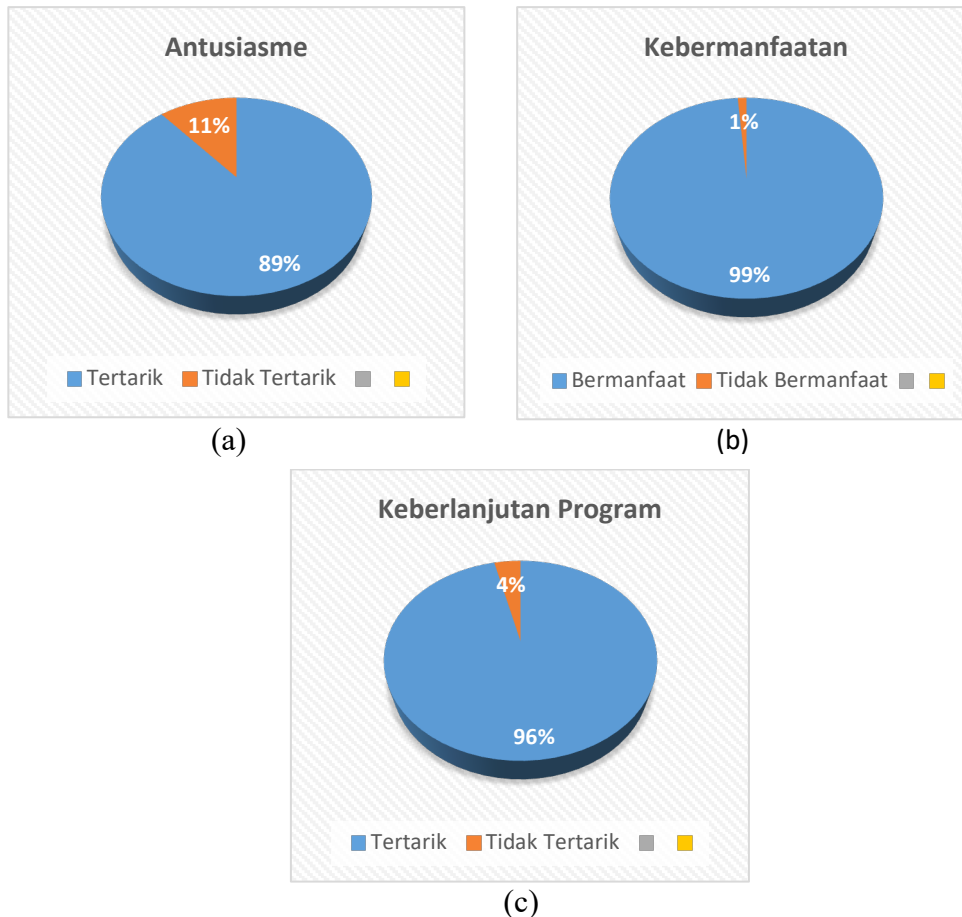 Antusiasme
11%
89%
Tertarik Tidak Tertarik
(a)
Kebermanfaatan
1%
99%
Bermanfaat Tidak Bermanfaat
(b)
Keberlanjutan Program
4%
96%
Tertarik Tidak Tertarik
(c)